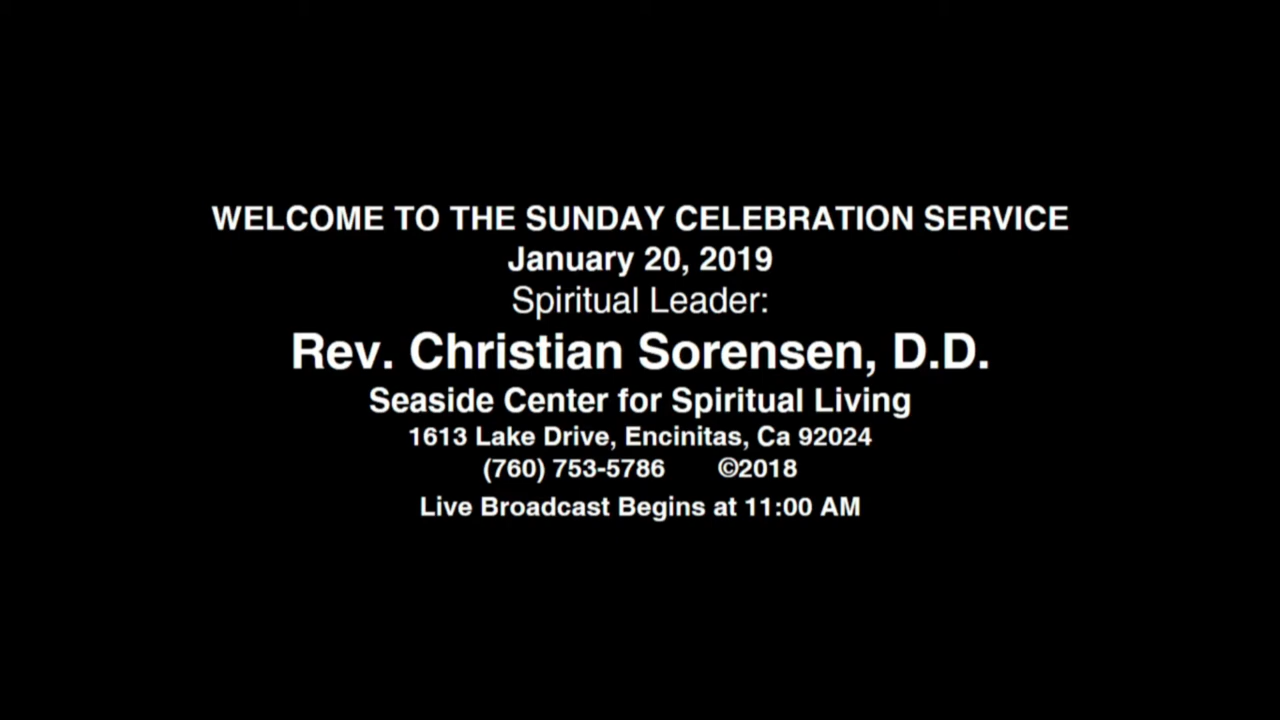 WELCOME TO THE SUNDAY CELEBRATION SERVICE
January 20, 2019
Spiritual Leader:
Rev. Christian Sorensen, D.D.
Seaside Center for Spiritual Living
1613 Lake Drive, Encinitas, Ca 92024
(760) 753-5786 ©2018
Live Broadcast Begins at 11:00 AM